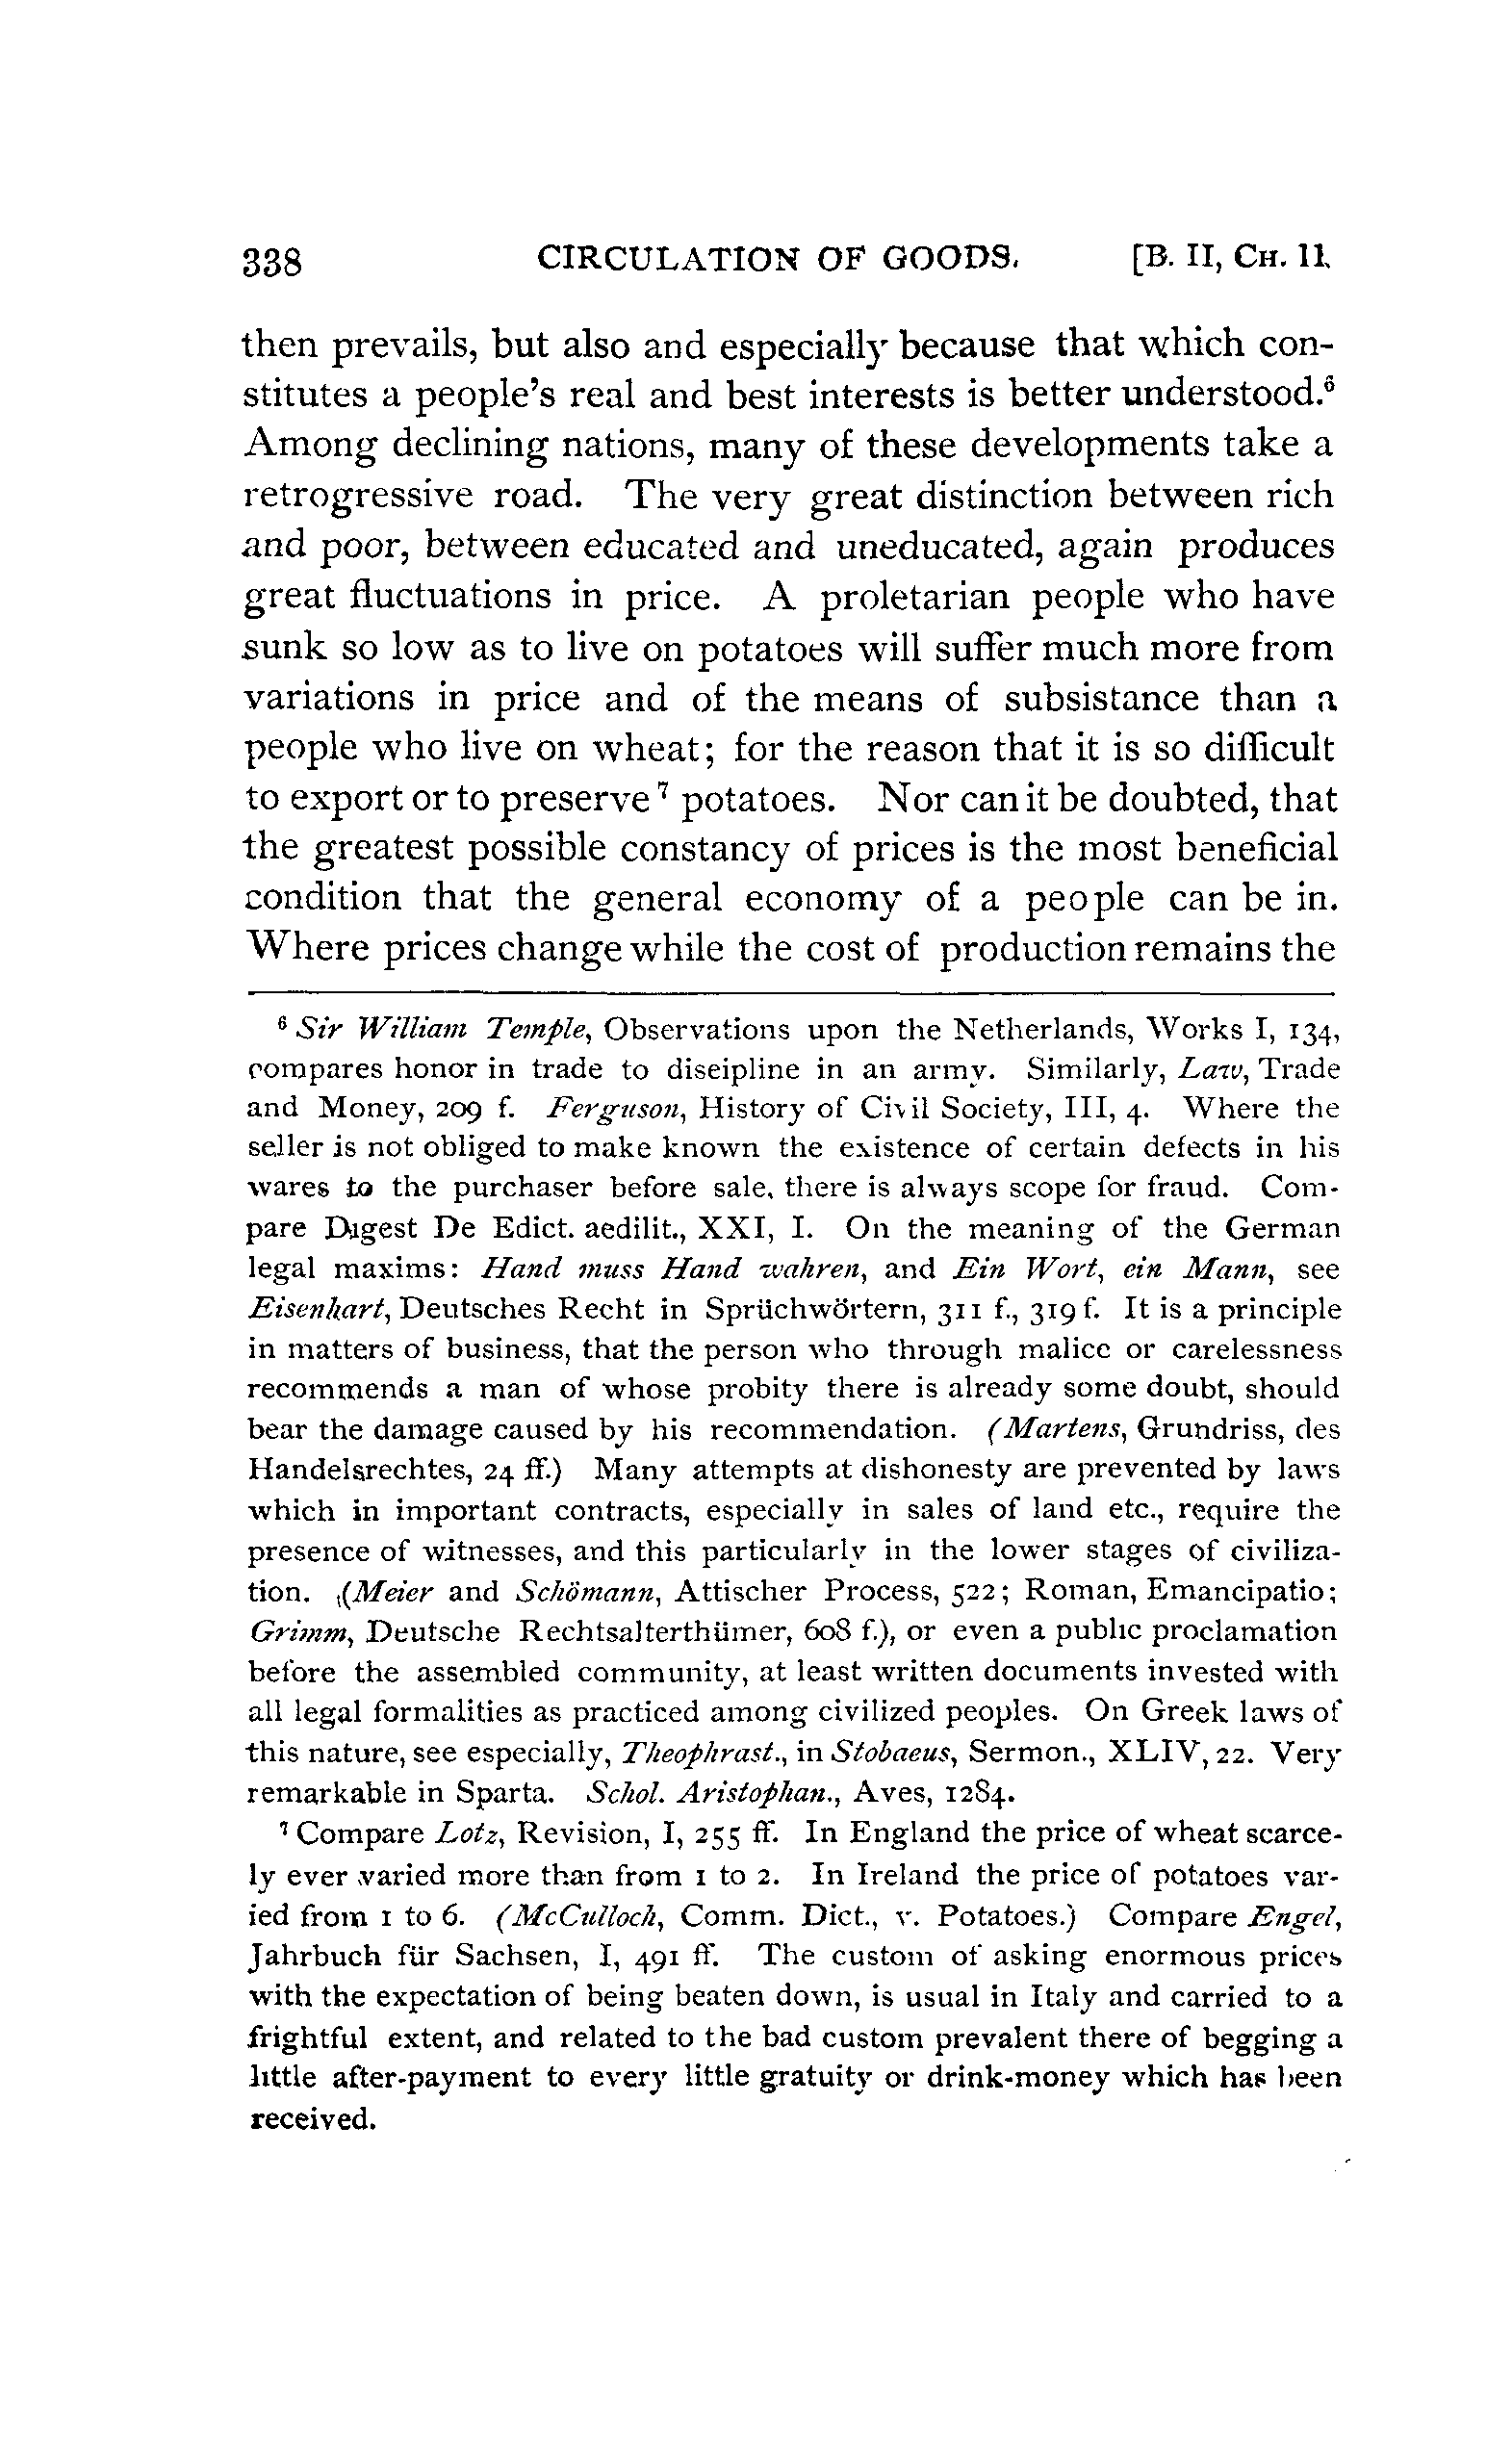 338 CIRCULATION OF GOODS. [B. II, CH. II.
then prevails, but also and especially because that which con-
stitutes a people's real and best interests is better understood.⁶
Among declining nations, many of these developments take a
retrogressive road. The very great distinction between rich
and poor, between educated and uneducated, again produces
great fluctuations in price. A proletarian people who have
sunk so low as to live on potatoes will suffer much more from
variations in price and of the means of subsistance than a
people who live on wheat; for the reason that it is so difficult
to export or to preserve⁷ potatoes. Nor can it be doubted, that
the greatest possible constancy of prices is the most beneficial
condition that the general economy of a people can be in.
Where prices change while the cost of production remains the
⁶ Sir William Temple, Observations upon the Netherlands, Works I, 134,
compares honor in trade to diseipline in an army. Similarly, Law, Trade
and Money, 209 f. Ferguson, History of Civil Society, III, 4. Where the
seller is not obliged to make known the existence of certain defects in his
wares to the purchaser before sale, there is always scope for fraud. Com-
pare Digest De Edict. aedilit., XXI, I. On the meaning of the German
legal maxims: Hand muss Hand wahren, and Ein Wort, ein Mann, see
Eisenhart, Deutsches Recht in Sprüchwörtern, 311 f., 319 f. It is a principle
in matters of business, that the person who through malice or carelessness
recommends a man of whose probity there is already some doubt, should
bear the damage caused by his recommendation. (Martens, Grundriss, des
Handelsrechtes, 24 ff.) Many attempts at dishonesty are prevented by laws
which in important contracts, especially in sales of land etc., require the
presence of witnesses, and this particularly in the lower stages of civiliza-
tion. (Meier and Schömann, Attischer Process, 522; Roman, Emancipatio;
Grimm, Deutsche Rechtsalterthümer, 608 f.), or even a public proclamation
before the assembled community, at least written documents invested with
all legal formalities as practiced among civilized peoples. On Greek laws of
this nature, see especially, Theophrast., in Stobaeus, Sermon., XLIV, 22. Very
remarkable in Sparta. Schol. Aristophan., Aves, 1284.
⁷ Compare Lotz, Revision, I, 255 ff. In England the price of wheat scarce-
ly ever varied more than from 1 to 2. In Ireland the price of potatoes var-
ied from 1 to 6. (McCulloch, Comm. Dict., v. Potatoes.) Compare Engel,
Jahrbuch für Sachsen, I, 491 ff. The custom of asking enormous prices
with the expectation of being beaten down, is usual in Italy and carried to a
frightful extent, and related to the bad custom prevalent there of begging a
little after-payment to every little gratuity or drink-money which has been
received.